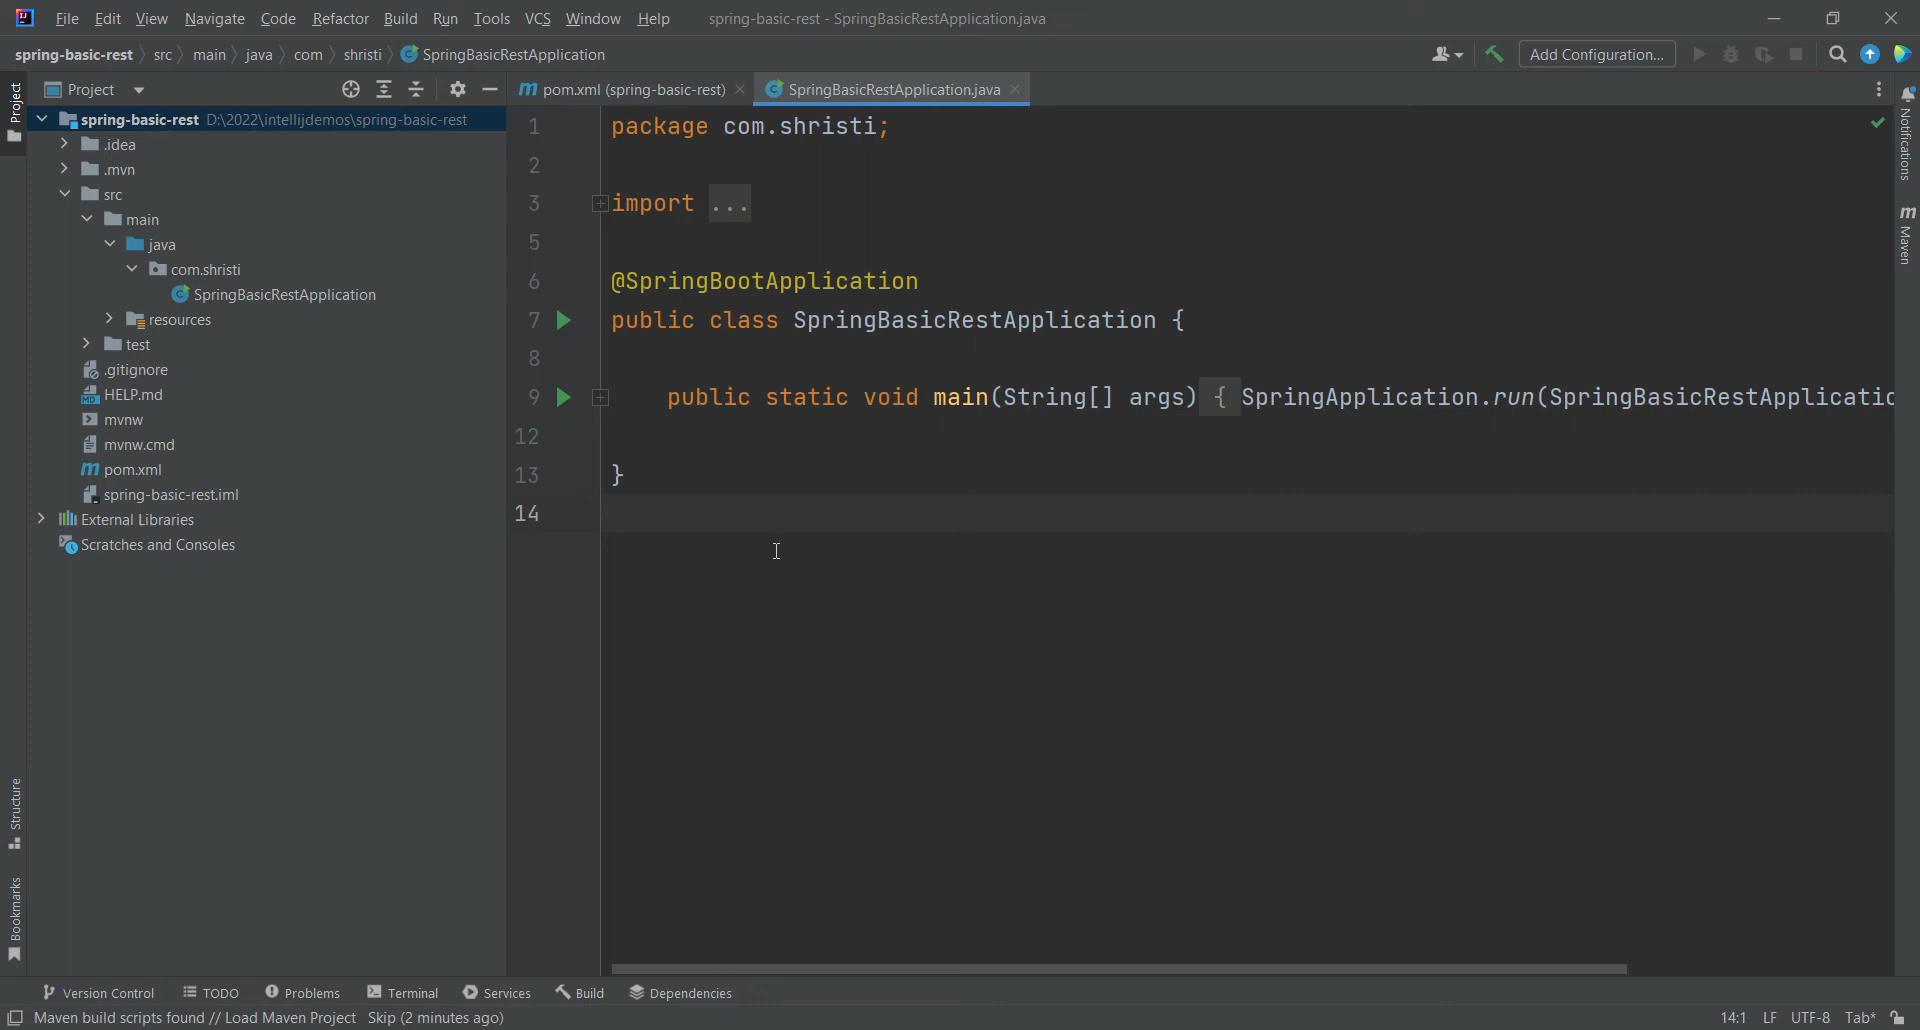 File Edit View Navigate Code Refactor Build Run Tools VCS Window Help spring-basic-rest - SpringBasicRestApplication.java
spring-basic-rest src main java com shristi SpringBasicRestApplication Add Configuration...
Project
Project
pom.xml (spring-basic-rest) SpringBasicRestApplication.java
spring-basic-rest D:\2022\intellijdemos\spring-basic-rest
.idea
.mvn
src
main
java
com.shristi
SpringBasicRestApplication
resources
test
.gitignore
HELP.md
mvnw
mvnw.cmd
pom.xml
spring-basic-rest.iml
External Libraries
Scratches and Consoles
1 package com.shristi;
2
3 import ...
5
6 @SpringBootApplication
7 public class SpringBasicRestApplication {
8
9 public static void main(String[] args) { SpringApplication.run(SpringBasicRestApplicatio
12
13 }
14
Notifications
m Maven
Structure
Bookmarks
Version Control TODO Problems Terminal Services Build Dependencies
Maven build scripts found // Load Maven Project Skip (2 minutes ago) 14:1 LF UTF-8 Tab*